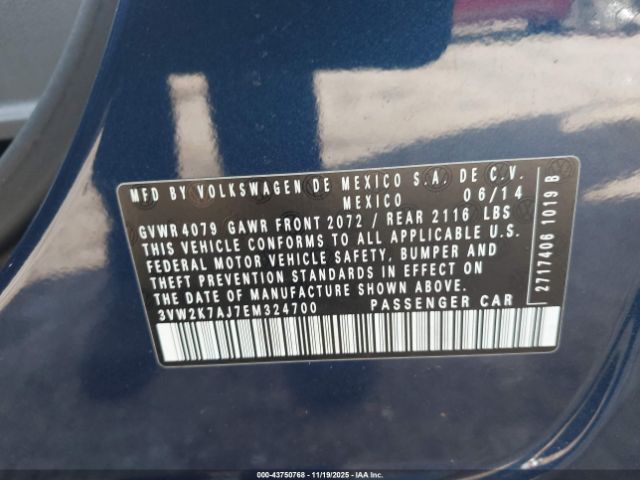 MFD BY VOLKSWAGEN DE MEXICO S.A. DE C.V.
MEXICO 06/14
GVWR 4079 GAWR FRONT 2072 / REAR 2116 LBS
THIS VEHICLE CONFORMS TO ALL APPLICABLE U.S.
FEDERAL MOTOR VEHICLE SAFETY, BUMPER AND
THEFT PREVENTION STANDARDS IN EFFECT ON
THE DATE OF MANUFACTURE SHOWN ABOVE.
3VW2K7AJ7EM324700 PASSENGER CAR
2717406 1019 B
000-43750768 - 11/19/2025 - IAA Inc.